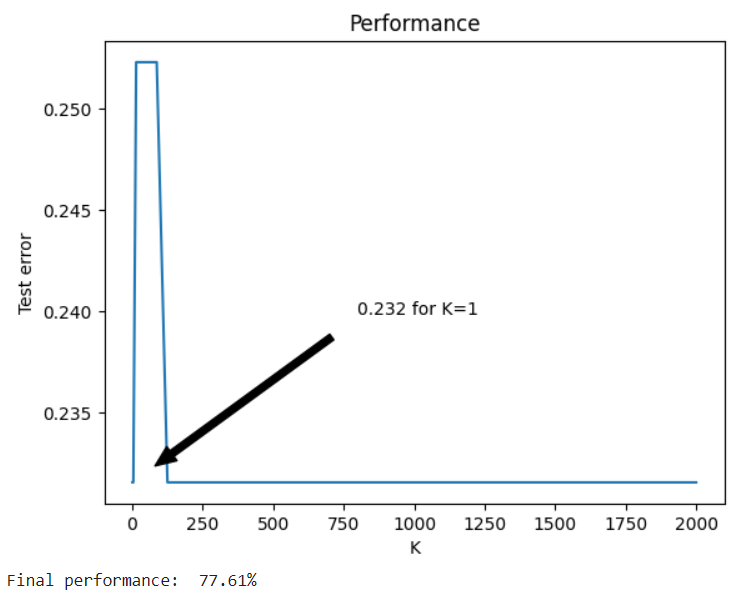 Performance
0.250
0.245
0.240
0.235
Test error
0.232 for K=1
0 250 500 750 1000 1250 1500 1750 2000
K
Final performance:  77.61%